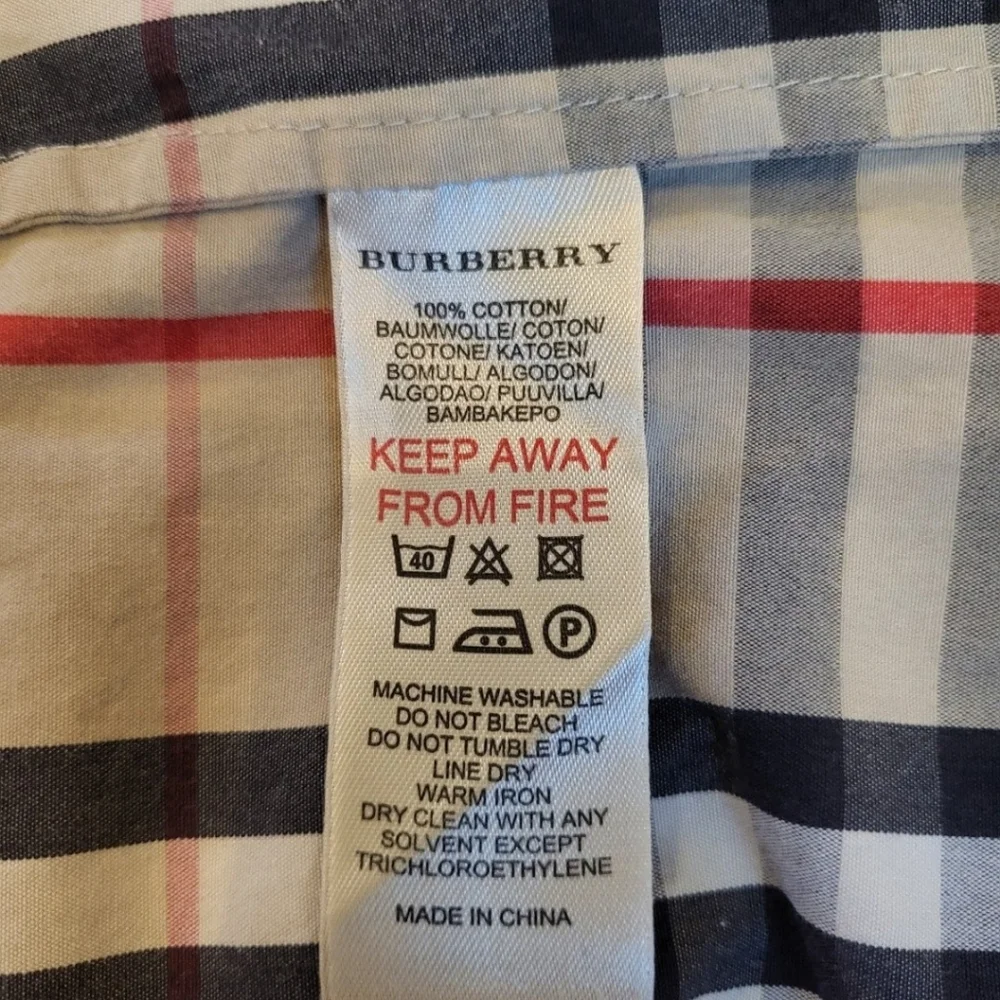 BURBERRY
100% COTTON/
BAUMWOLLE/ COTON/
COTONE/ KATOEN/
BOMULL/ ALGODON/
ALGODAO/ PUUVILLA/
BAMBAKEPO
KEEP AWAY
FROM FIRE
40
P
MACHINE WASHABLE
DO NOT BLEACH
DO NOT TUMBLE DRY
LINE DRY
WARM IRON
DRY CLEAN WITH ANY
SOLVENT EXCEPT
TRICHLOROETHYLENE
MADE IN CHINA